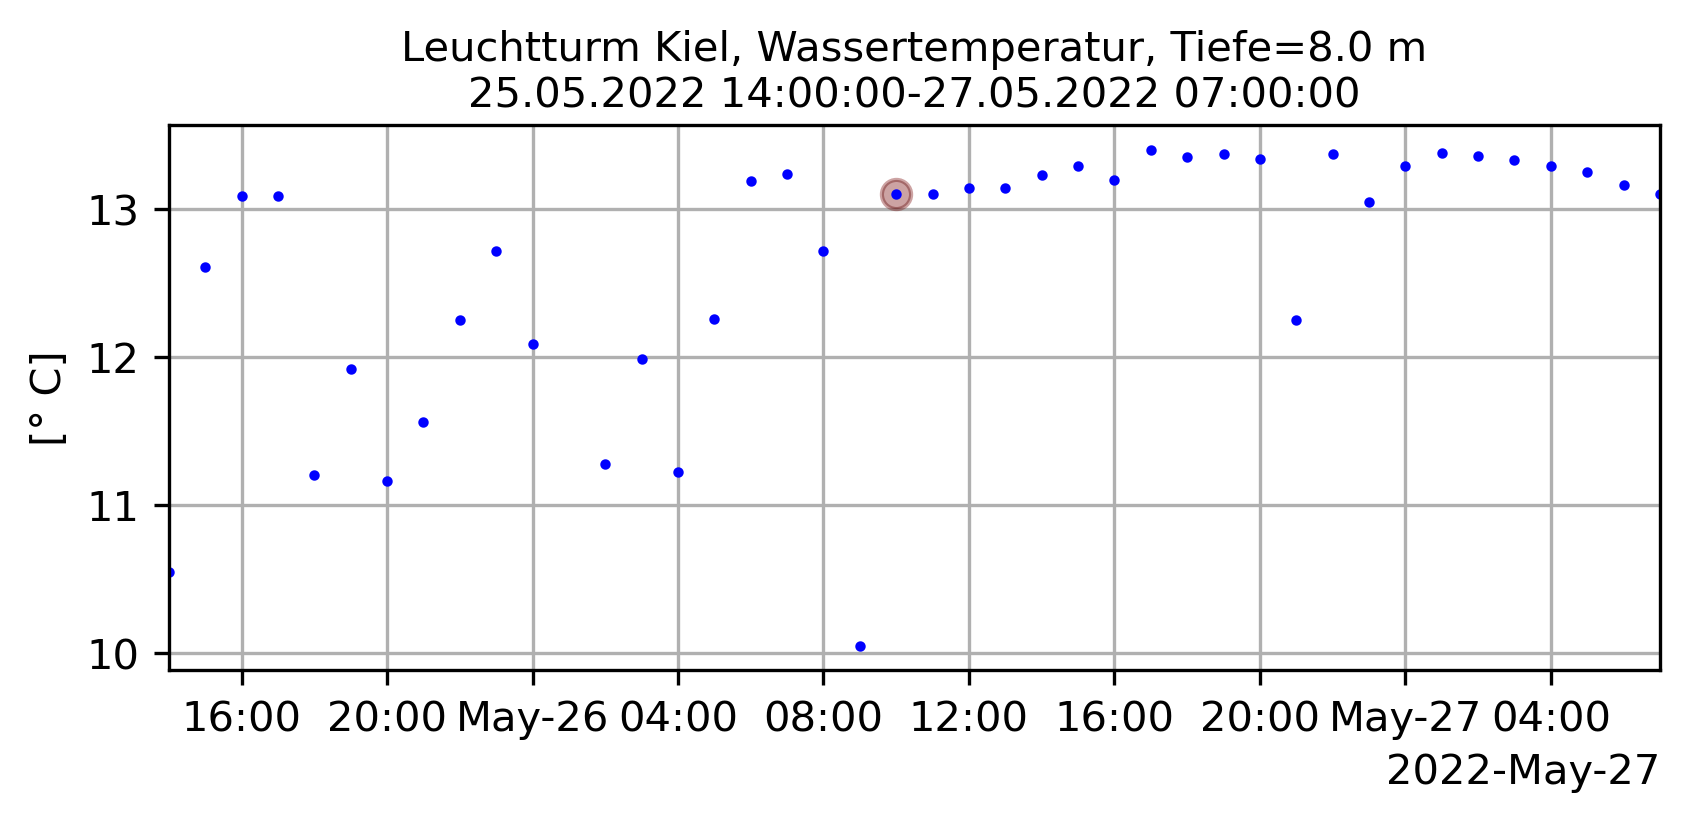 Leuchtturm Kiel, Wassertemperatur, Tiefe=8.0 m
25.05.2022 14:00:00-27.05.2022 07:00:00
[° C]
13
12
11
10
16:00 20:00 May-26 04:00 08:00 12:00 16:00 20:00 May-27 04:00
2022-May-27